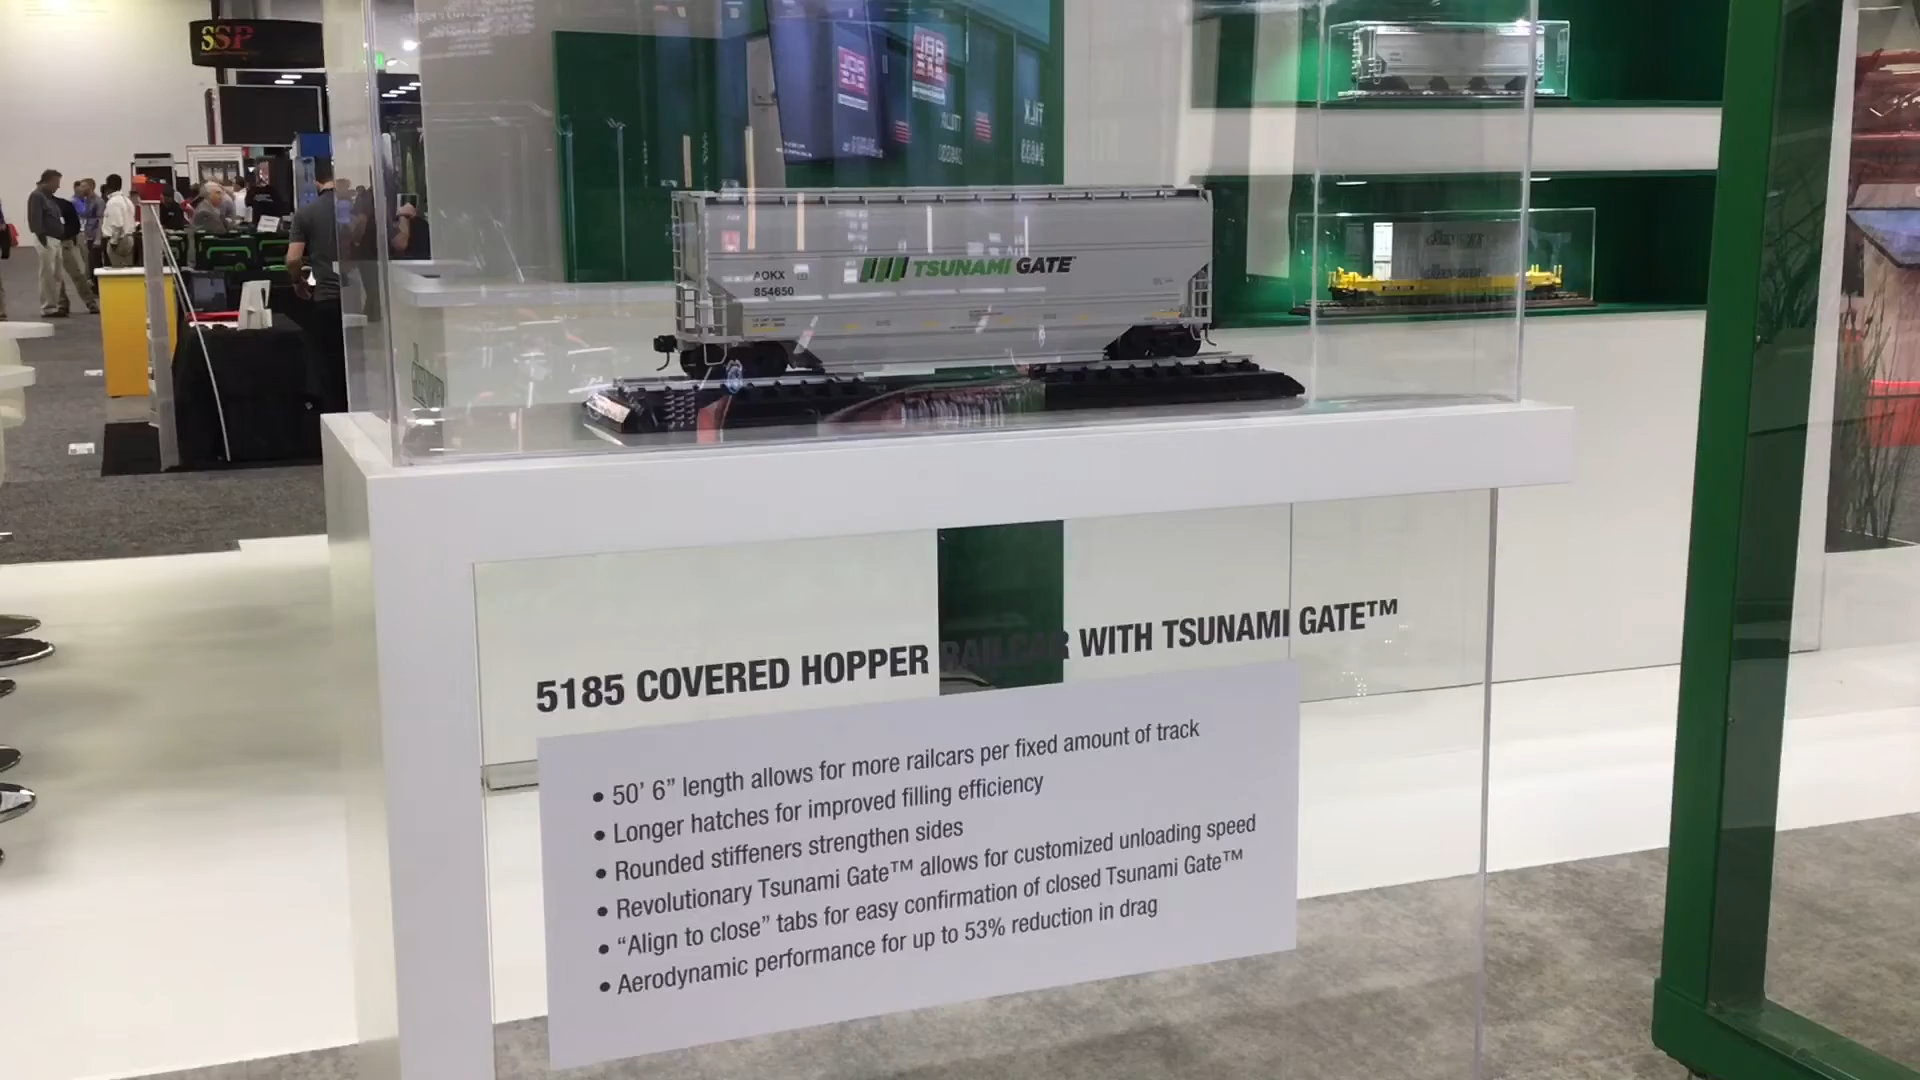 SSP
TSUNAMI GATE™
AOKX
854650
5185 COVERED HOPPER RAILCAR WITH TSUNAMI GATE™
• 50' 6” length allows for more railcars per fixed amount of track
• Longer hatches for improved filling efficiency
• Rounded stiffeners strengthen sides
• Revolutionary Tsunami Gate™ allows for customized unloading speed
• “Align to close” tabs for easy confirmation of closed Tsunami Gate™
• Aerodynamic performance for up to 53% reduction in drag